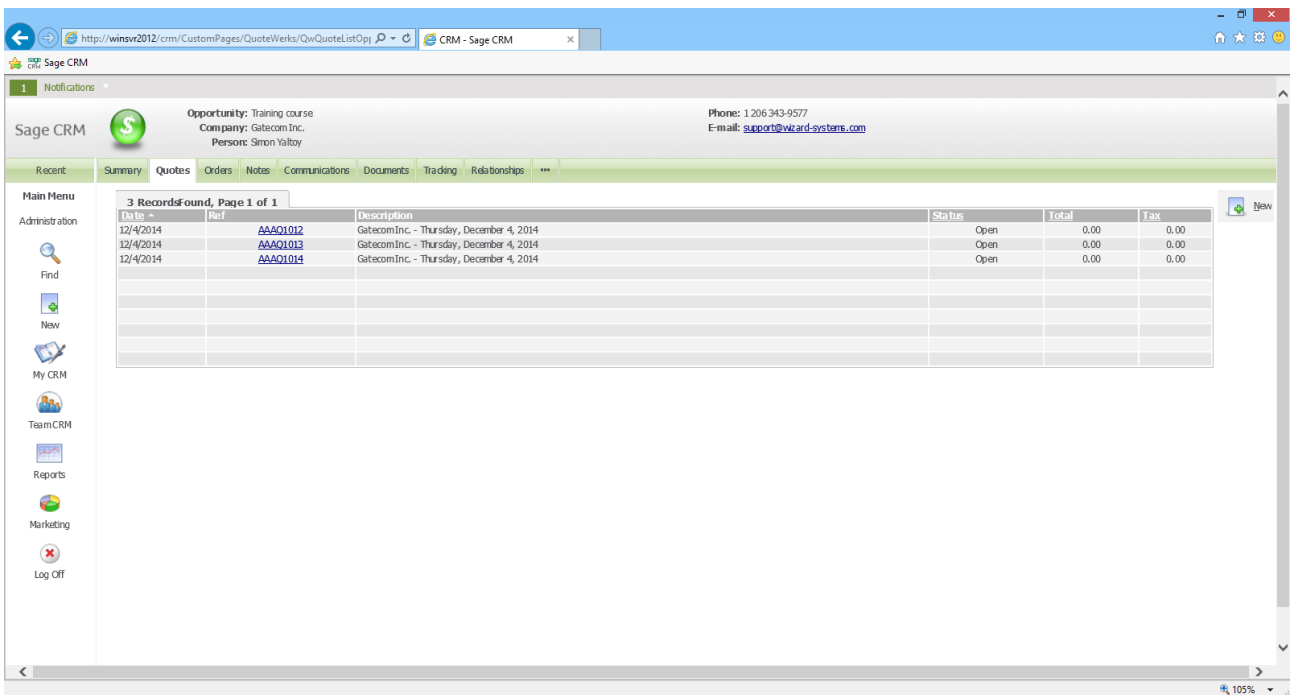 http://winsvr2012/crm/CustomPages/QuoteWerks/QwQuoteListOp
CRM - Sage CRM
Sage CRM
1 Notifications
Sage CRM
Opportunity: Training course
Company: Gatecom Inc.
Person: Simon Yaltoy
Phone: 1 206 343-9577
E-mail: support@wizard-systems.com
Recent Summary Quotes Orders Notes Communications Documents Trading Relationships •••
Main Menu
Administration
Find
New
My CRM
Team CRM
Reports
Marketing
Log Off
3 RecordsFound, Page 1 of 1
Date Ref Description Status Total Tax
12/4/2014 AAAQ1012 Gatecom Inc. - Thursday, December 4, 2014 Open 0.00 0.00
12/4/2014 AAAQ1013 Gatecom Inc. - Thursday, December 4, 2014 Open 0.00 0.00
12/4/2014 AAAQ1014 Gatecom Inc. - Thursday, December 4, 2014 Open 0.00 0.00
New
105%